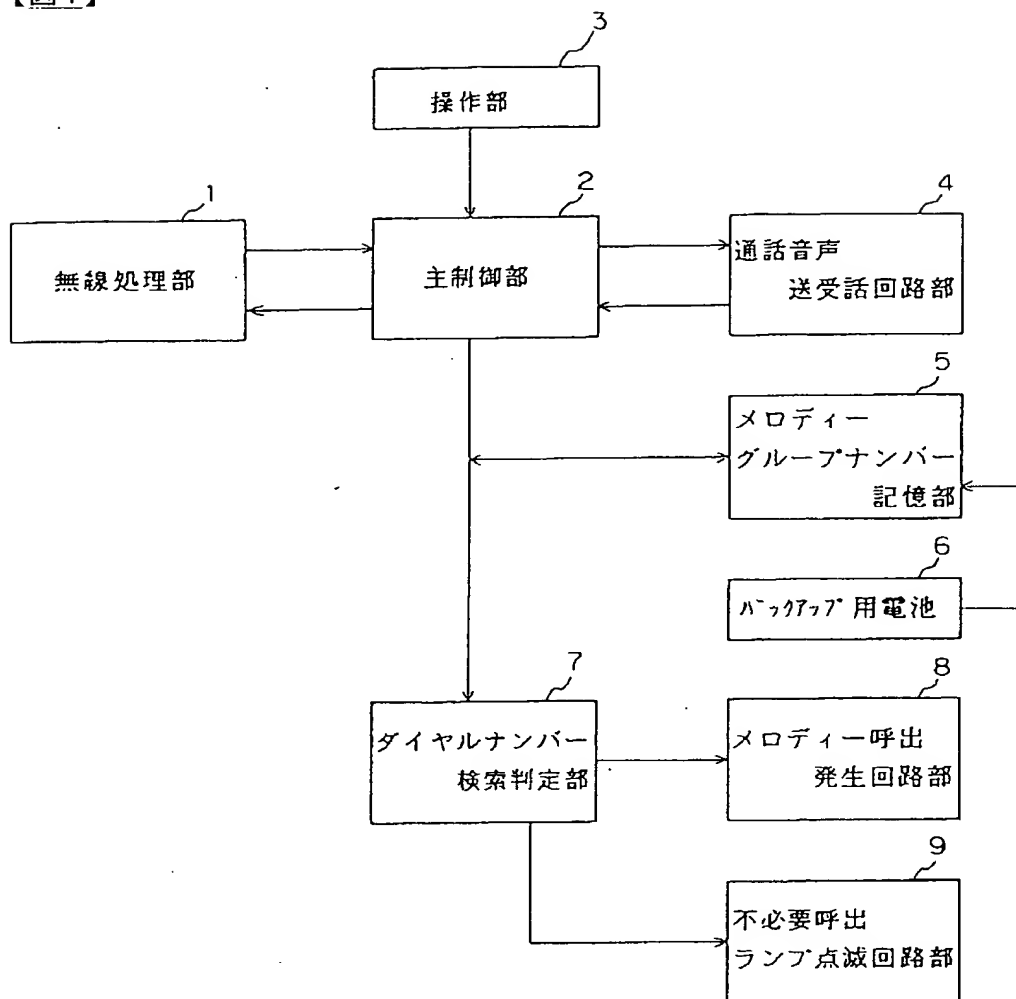 3
操作部
1
無線処理部
2
主制御部
4
通話音声
送受話回路部
5
メロディー
グループナンバー
記憶部
6
バックアップ用電池
7
ダイヤルナンバー
検索判定部
8
メロディー呼出
発生回路部
9
不必要呼出
ランプ点滅回路部